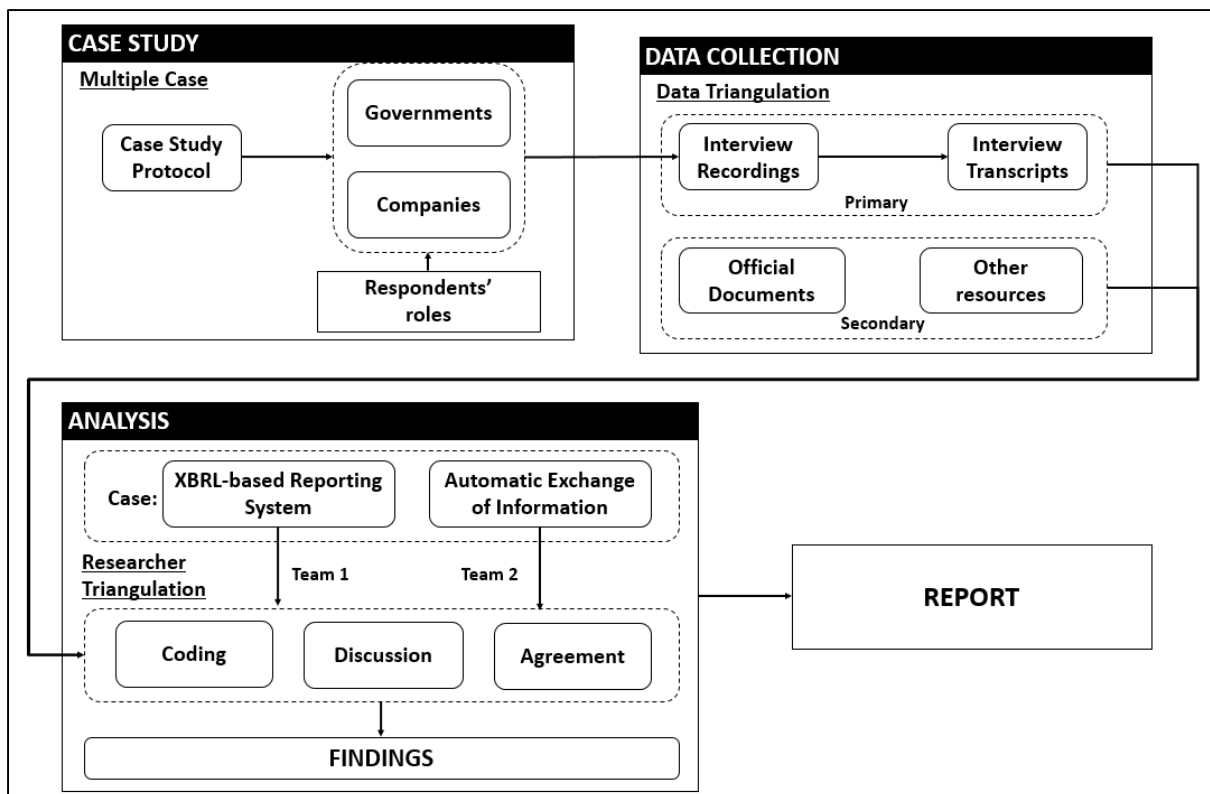 CASE STUDY
Multiple Case
Case Study
Protocol
Governments
Companies
Respondents'
roles
DATA COLLECTION
Data Triangulation
Interview
Recordings
Interview
Transcripts
Primary
Official
Documents
Other
resources
Secondary
ANALYSIS
Case:
XBRL-based Reporting
System
Automatic Exchange
of Information
Researcher
Triangulation
Team 1
Team 2
Coding
Discussion
Agreement
FINDINGS
REPORT